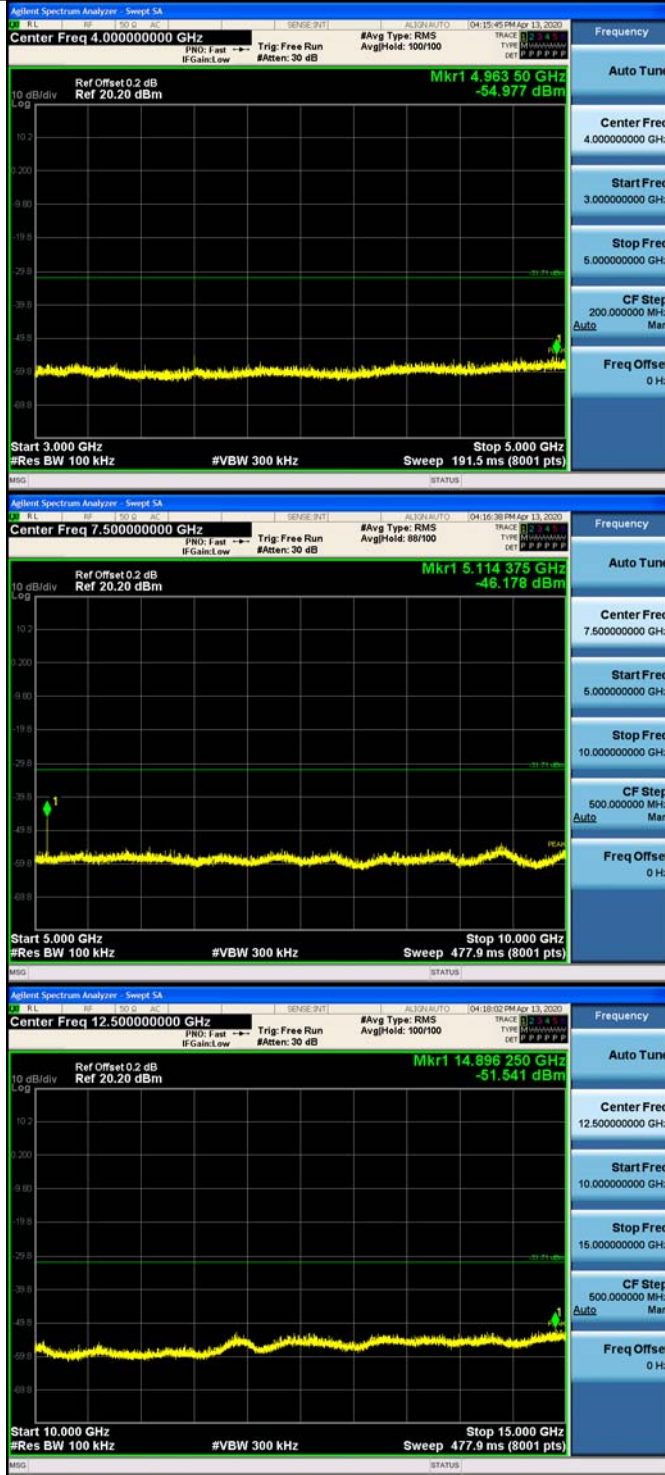 Agilent Spectrum Analyzer - Swept SA
RL RF 50 Ω AC SENSE:INT ALIGN AUTO 04:15:45 PM Apr 13, 2020
Center Freq 4.000000000 GHz #Avg Type: RMS TRACE 1 2 3 4 5 6
PNO: Fast Trig: Free Run Avg|Hold: 100/100 TYPE
IFGain:Low #Atten: 30 dB DET P P P P P P
Ref Offset 0.2 dB Mkr1 4.963 50 GHz
10 dB/div Ref 20.20 dBm -54.977 dBm
Log
10.2
0.200
-9.80
-19.8
-29.8
-39.8
-49.8
1
-59.8
-69.8
Start 3.000 GHz Stop 5.000 GHz
#Res BW 100 kHz #VBW 300 kHz Sweep 191.5 ms (8001 pts)
MSG STATUS
Frequency
Auto Tune
Center Freq
4.000000000 GHz
Start Freq
3.000000000 GHz
Stop Freq
5.000000000 GHz
CF Step
200.000000 MHz
Auto Man
Freq Offset
0 Hz
Agilent Spectrum Analyzer - Swept SA
RL RF 50 Ω AC SENSE:INT ALIGN AUTO 04:16:38 PM Apr 13, 2020
Center Freq 7.500000000 GHz #Avg Type: RMS TRACE 1 2 3 4 5 6
PNO: Fast Trig: Free Run Avg|Hold: 88/100 TYPE
IFGain:Low #Atten: 30 dB DET P P P P P P
Ref Offset 0.2 dB Mkr1 5.114 375 GHz
10 dB/div Ref 20.20 dBm -46.178 dBm
Log
10.2
0.200
-9.80
-19.8
-29.8
-39.8
1
-49.8
PEAK
-59.8
-69.8
Start 5.000 GHz Stop 10.000 GHz
#Res BW 100 kHz #VBW 300 kHz Sweep 477.9 ms (8001 pts)
MSG STATUS
Frequency
Auto Tune
Center Freq
7.500000000 GHz
Start Freq
5.000000000 GHz
Stop Freq
10.000000000 GHz
CF Step
500.000000 MHz
Auto Man
Freq Offset
0 Hz
Agilent Spectrum Analyzer - Swept SA
RL RF 50 Ω AC SENSE:INT ALIGN AUTO 04:18:02 PM Apr 13, 2020
Center Freq 12.500000000 GHz #Avg Type: RMS TRACE 1 2 3 4 5 6
PNO: Fast Trig: Free Run Avg|Hold: 100/100 TYPE
IFGain:Low #Atten: 30 dB DET P P P P P P
Ref Offset 0.2 dB Mkr1 14.896 250 GHz
10 dB/div Ref 20.20 dBm -51.541 dBm
Log
10.2
0.200
-9.80
-19.8
-29.8
-39.8
-49.8
1
-59.8
-69.8
Start 10.000 GHz Stop 15.000 GHz
#Res BW 100 kHz #VBW 300 kHz Sweep 477.9 ms (8001 pts)
MSG STATUS
Frequency
Auto Tune
Center Freq
12.500000000 GHz
Start Freq
10.000000000 GHz
Stop Freq
15.000000000 GHz
CF Step
500.000000 MHz
Auto Man
Freq Offset
0 Hz